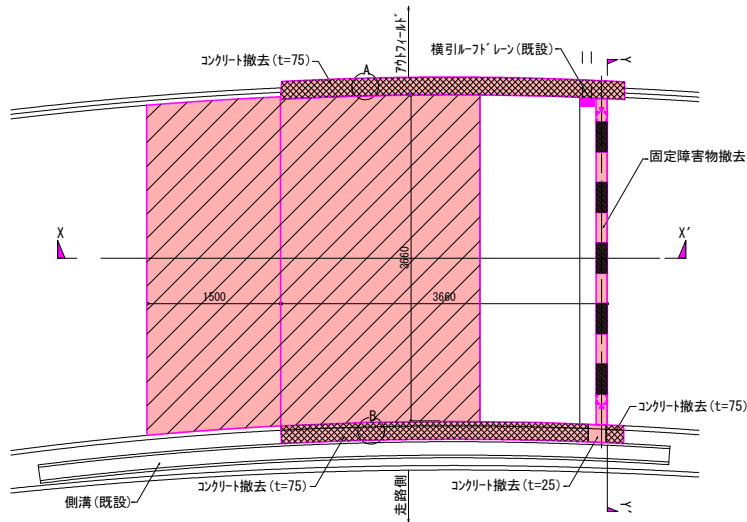 アウトフィールド
コンクリート撤去(t=75)
横引ルーフドレーン(既設)
Y
A
固定障害物撤去
X
X'
3660
1500
3660
B
コンクリート撤去(t=75)
側溝(既設)
コンクリート撤去(t=75)
走路側
コンクリート撤去(t=25)
Y'